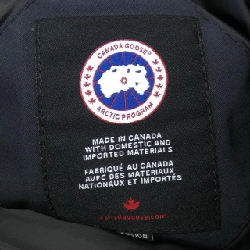 CANADA GOOSE
ARCTIC PROGRAM
MADE IN CANADA
WITH DOMESTIC AND
IMPORTED MATERIALS
FABRIQUÉ AU CANADA
AVEC DES MATÉRIAUX
NATIONAUX ET IMPORTÉS